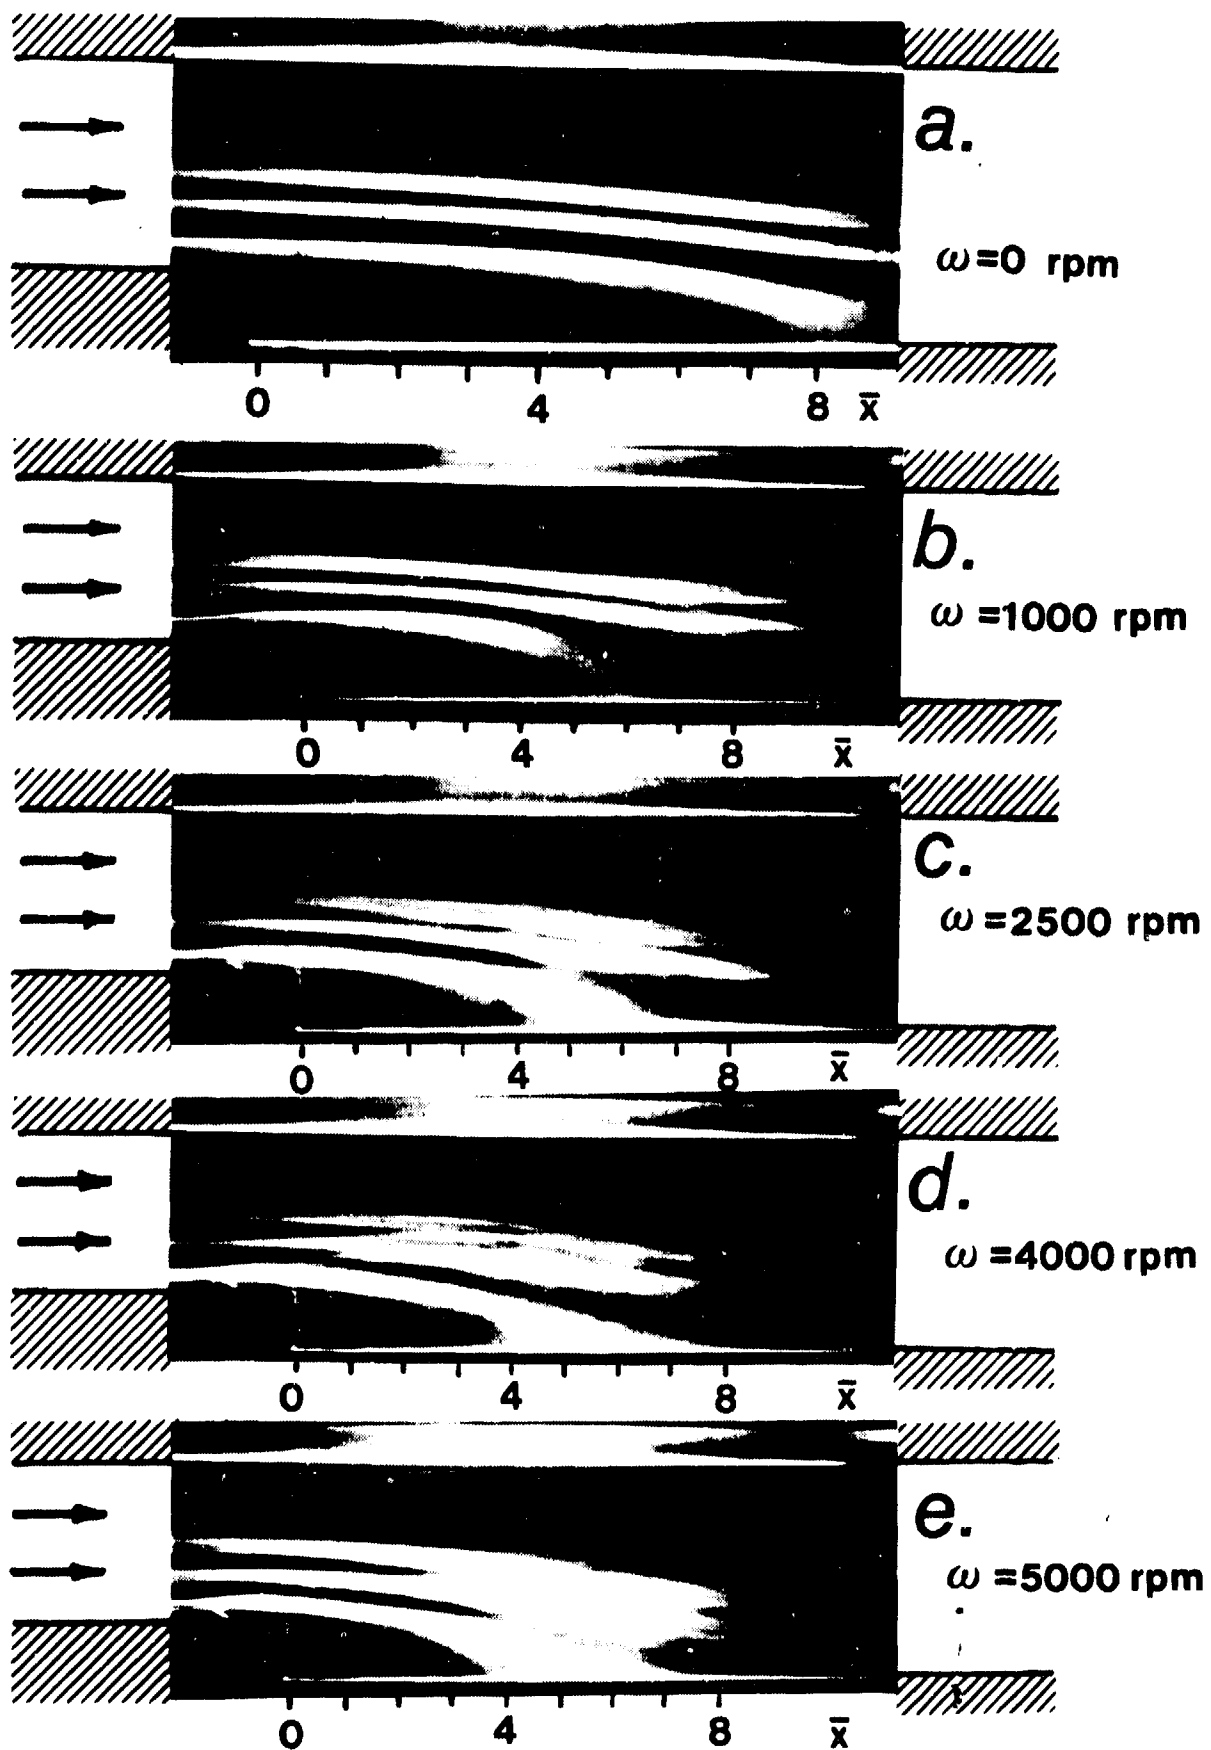 a.
ω=0 rpm
0 4 8 x̄
b.
ω=1000 rpm
0 4 8 x̄
c.
ω=2500 rpm
0 4 8 x̄
d.
ω=4000 rpm
0 4 8 x̄
e.
ω=5000 rpm
0 4 8 x̄